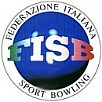 FEDERAZIONE ITALIANA
FISB
SPORT BOWLING